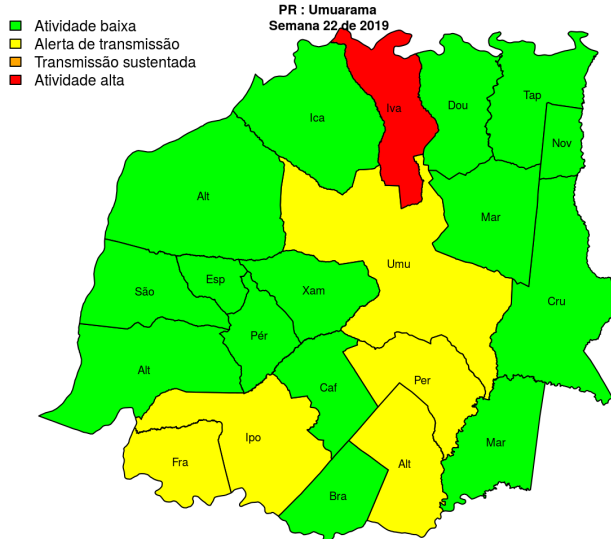 PR : Umuarama
Semana 22 de 2019
Atividade baixa
Alerta de transmissão
Transmissão sustentada
Atividade alta
Iva
Dou
Tap
Ica
Nov
Alt
Mar
Umu
Esp
São
Xam
Cru
Pér
Alt
Per
Caf
Ipo
Mar
Fra
Alt
Bra